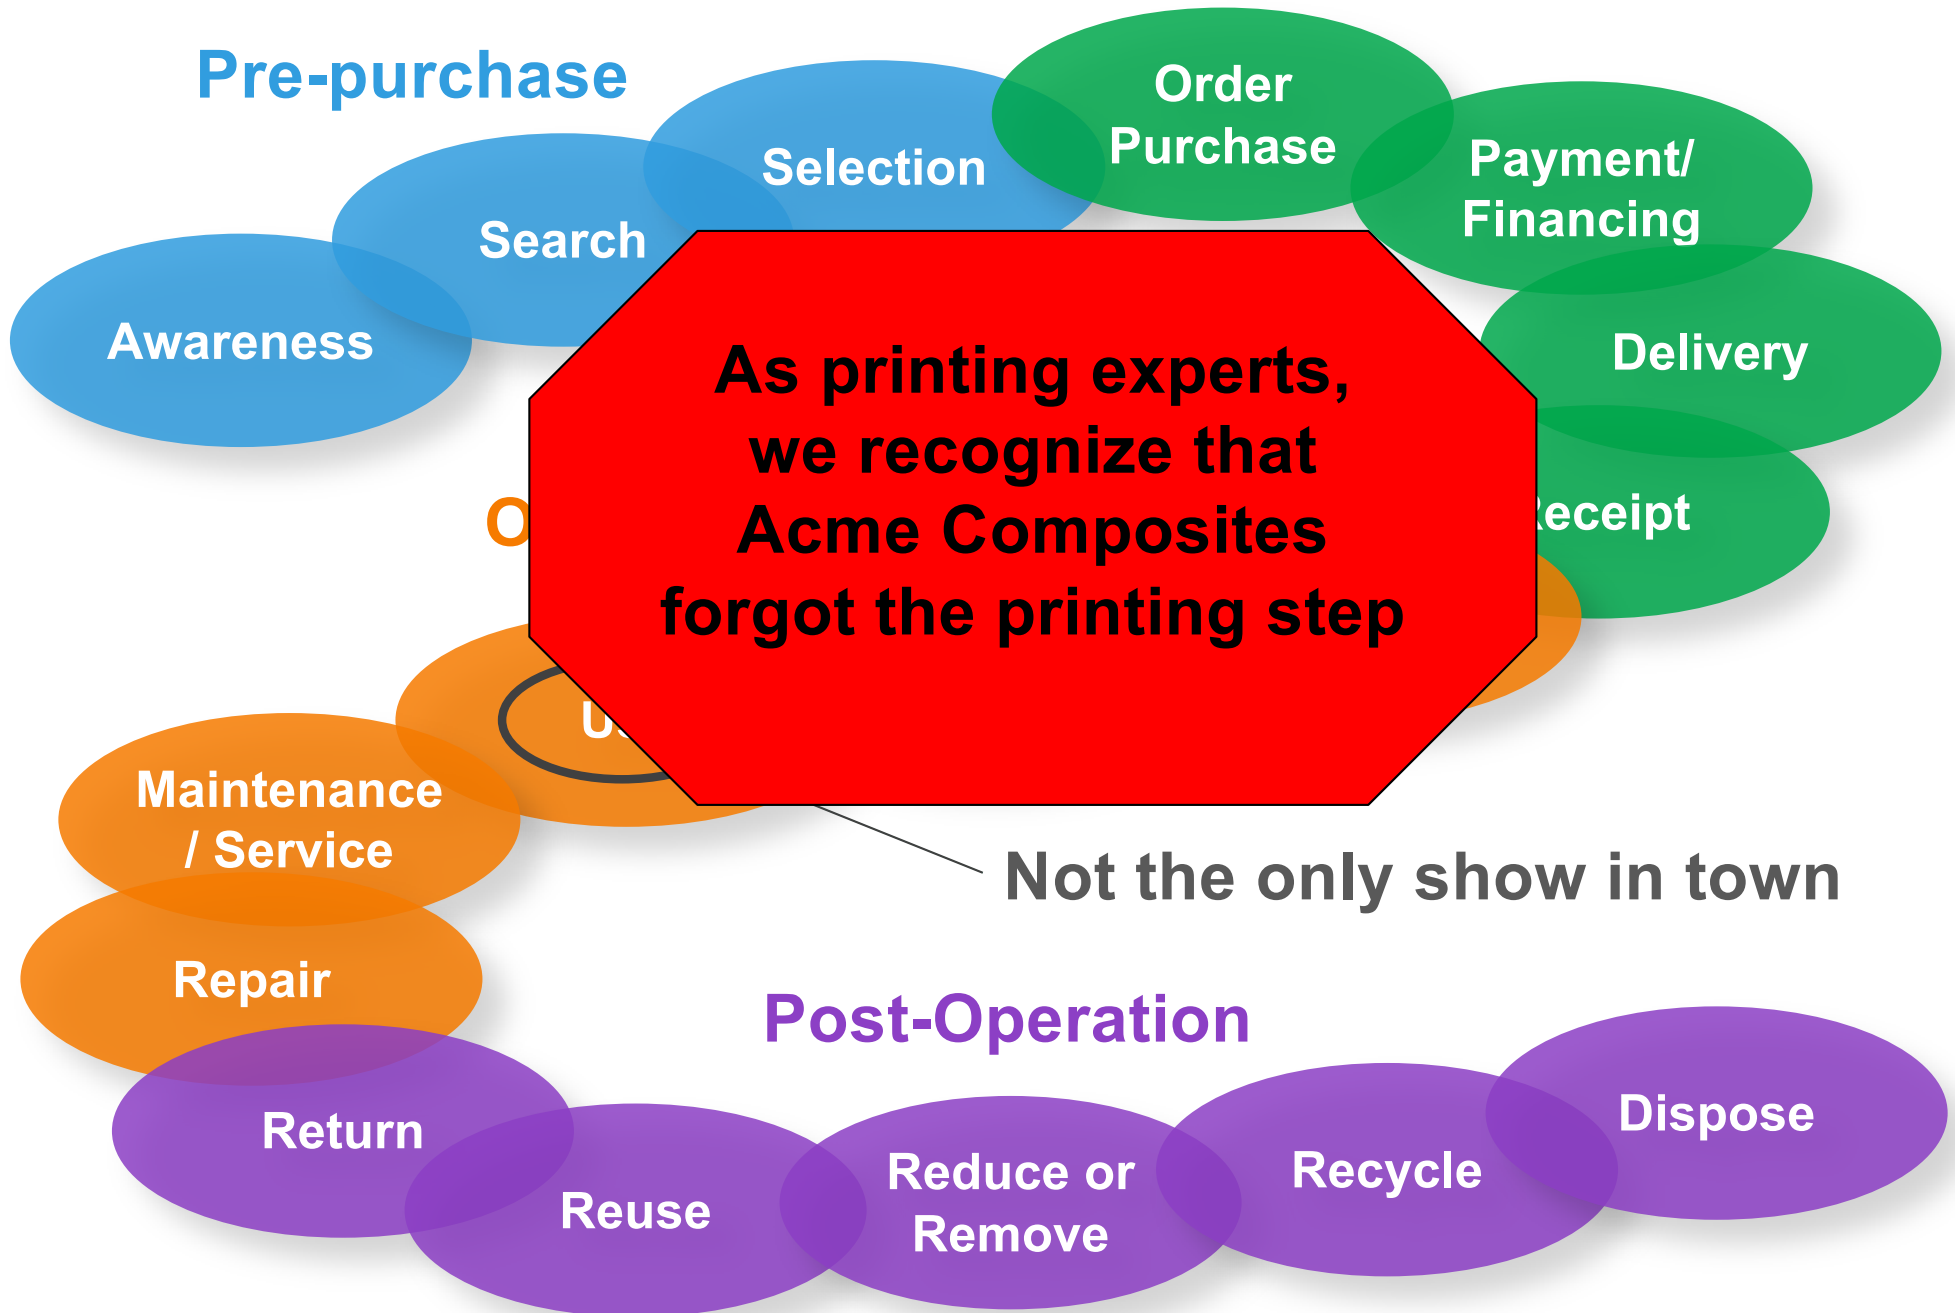 Pre-purchase
Order
Purchase
Selection
Payment/
Financing
Search
Awareness
Delivery
As printing experts,
we recognize that
Acme Composites
forgot the printing step
Maintenance
/ Service
Not the only show in town
Repair
Post-Operation
Return
Reuse
Reduce or
Remove
Recycle
Dispose